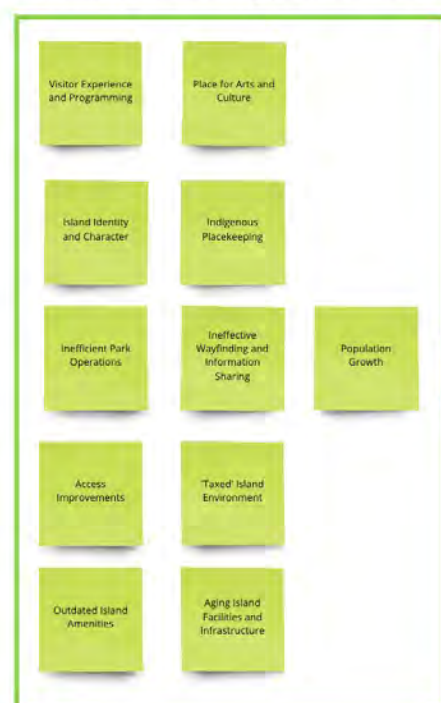 Visitor Experience
and Programming
Place for Arts and
Culture
Island Identity
and Character
Indigenous
Placekeeping
Inefficient Park
Operations
Ineffective
Wayfinding and
Information
Sharing
Population
Growth
Access
Improvements
'Taxed' Island
Environment
Outdated Island
Amenities
Aging Island
Facilities and
Infrastructure